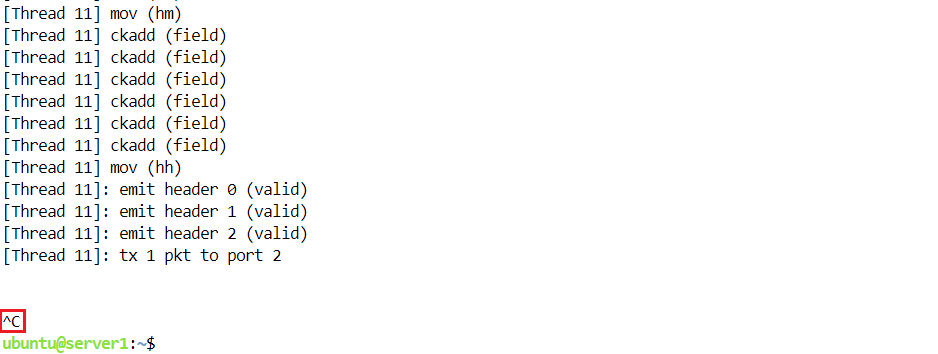 [Thread 11] mov (hm)
[Thread 11] ckadd (field)
[Thread 11] ckadd (field)
[Thread 11] ckadd (field)
[Thread 11] ckadd (field)
[Thread 11] ckadd (field)
[Thread 11] ckadd (field)
[Thread 11] mov (hh)
[Thread 11]: emit header 0 (valid)
[Thread 11]: emit header 1 (valid)
[Thread 11]: emit header 2 (valid)
[Thread 11]: tx 1 pkt to port 2
^C
ubuntu@server1:~$